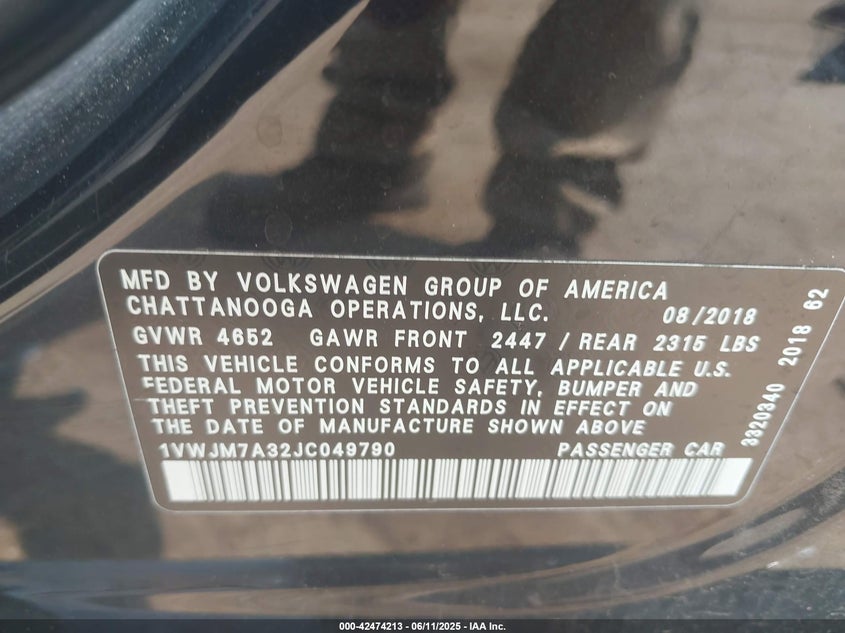 MFD BY VOLKSWAGEN GROUP OF AMERICA
CHATTANOOGA OPERATIONS, LLC. 08/2018
GVWR 4652 GAWR FRONT 2447 / REAR 2315 LBS
THIS VEHICLE CONFORMS TO ALL APPLICABLE U.S.
FEDERAL MOTOR VEHICLE SAFETY, BUMPER AND
THEFT PREVENTION STANDARDS IN EFFECT ON
THE DATE OF MANUFACTURE SHOWN ABOVE
1VWJM7A32JC049790 PASSENGER CAR
3320340 2018 62
000-42474213 - 06/11/2025 - IAA Inc.